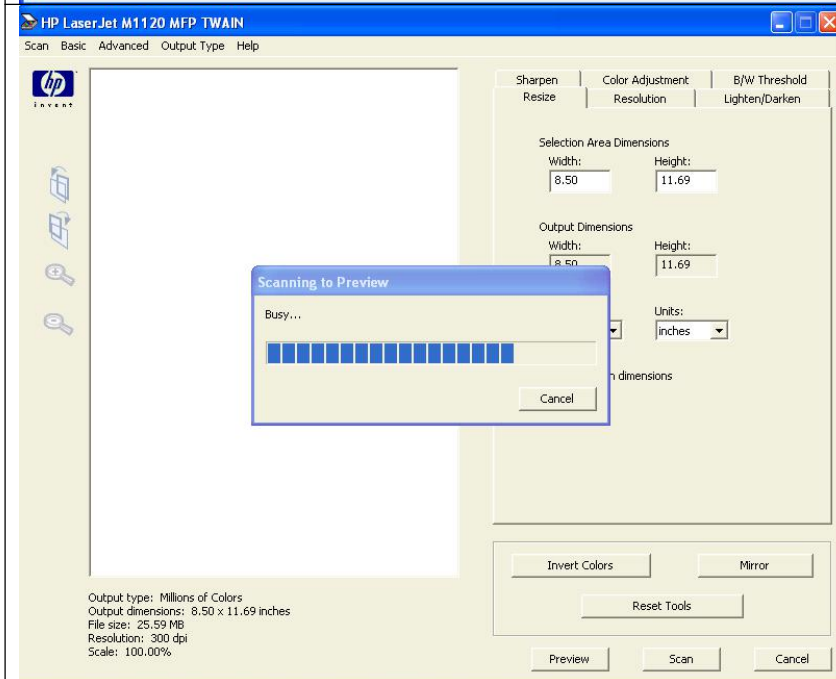 HP LaserJet M1120 MFP TWAIN
Scan Basic Advanced Output Type Help
hp
invent
Sharpen Color Adjustment B/W Threshold
Resize Resolution Lighten/Darken
Selection Area Dimensions
Width: Height:
8.50 11.69
Output Dimensions
Width: Height:
8.50 11.69
Scanning to Preview
Busy...
Units:
inches
dimensions
Cancel
Invert Colors Mirror
Reset Tools
Output type: Millions of Colors
Output dimensions: 8.50 x 11.69 inches
File size: 25.59 MB
Resolution: 300 dpi
Scale: 100.00%
Preview Scan Cancel